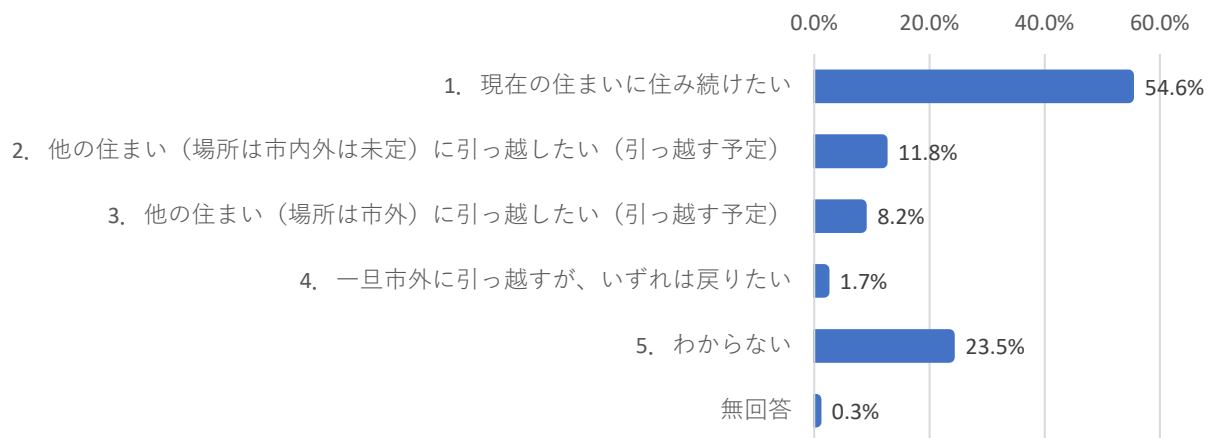 0.0% 20.0% 40.0% 60.0%
1. 現在の住まいに住み続けたい 54.6%
2. 他の住まい（場所は市内外は未定）に引っ越したい（引っ越す予定） 11.8%
3. 他の住まい（場所は市外）に引っ越したい（引っ越す予定） 8.2%
4. 一旦市外に引っ越すが、いずれは戻りたい 1.7%
5. わからない 23.5%
無回答 0.3%